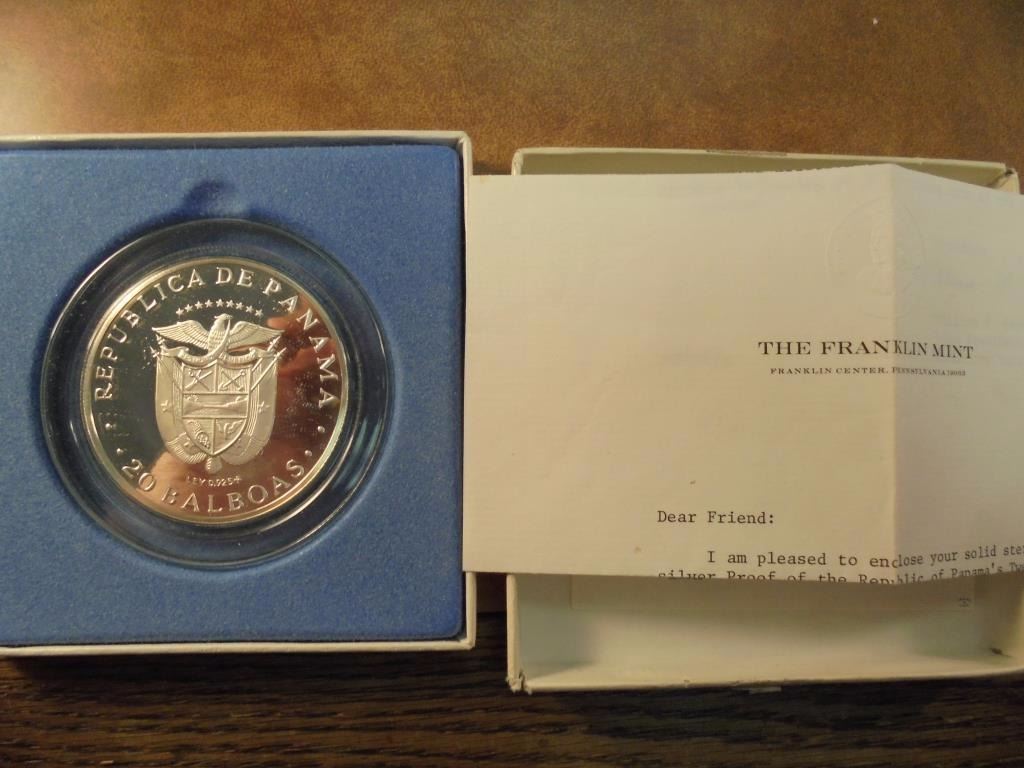 REPUBLICA DE PANAMA
LEY 0.925
20 BALBOAS
THE FRANKLIN MINT
FRANKLIN CENTER, PENNSYLVANIA 19063
Dear Friend:
I am pleased to enclose your solid
silver Proof of the Republic of Panama's